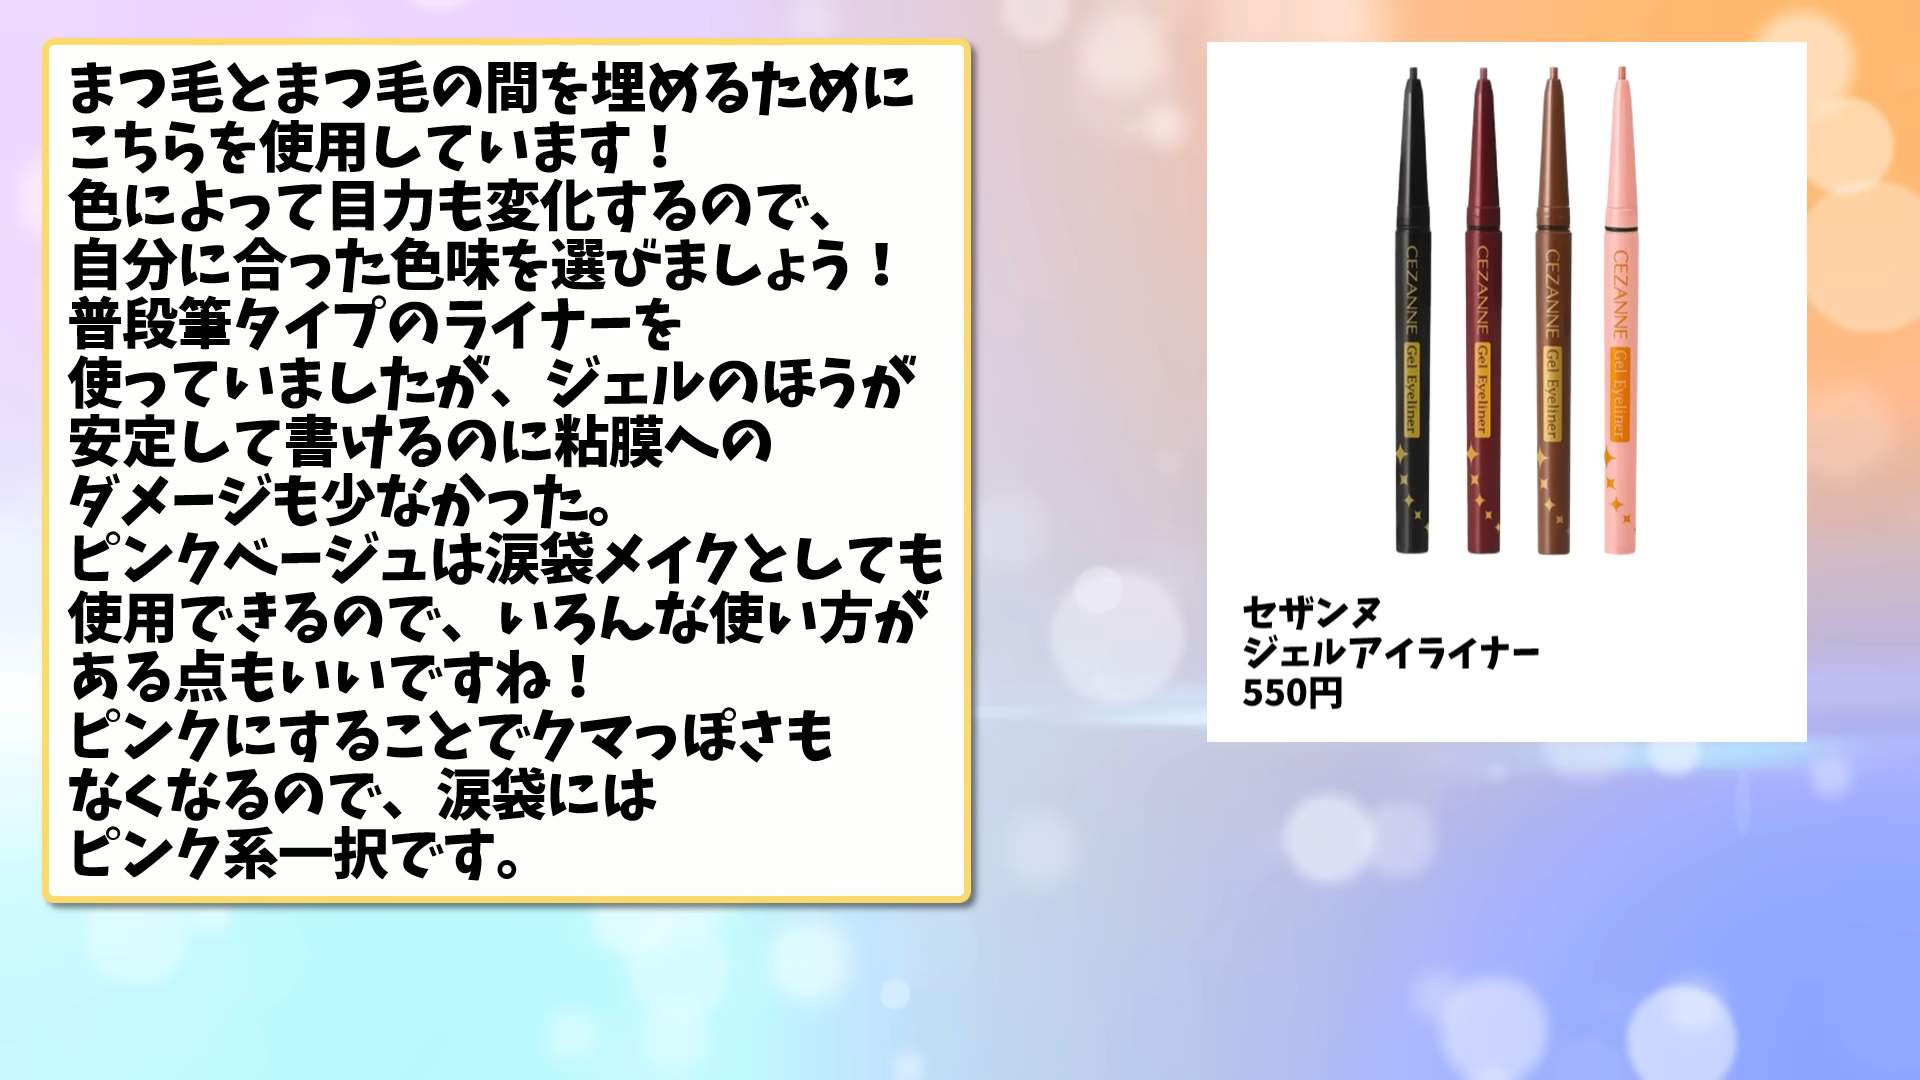 まつ毛とまつ毛の間を埋めるために
こちらを使用しています！
色によって目力も変化するので、
自分に合った色味を選びましょう！
普段筆タイプのライナーを
使っていましたが、ジェルのほうが
安定して書けるのに粘膜への
ダメージも少なかった。
ピンクベージュは涙袋メイクとしても
使用できるので、いろんな使い方が
ある点もいいですね！
ピンクにすることでクマっぽさも
なくなるので、涙袋には
ピンク系一択です。
CEZANNE Gel Eyeliner
CEZANNE Gel Eyeliner
CEZANNE Gel Eyeliner
CEZANNE Gel Eyeliner
セザンヌ
ジェルアイライナー
550円